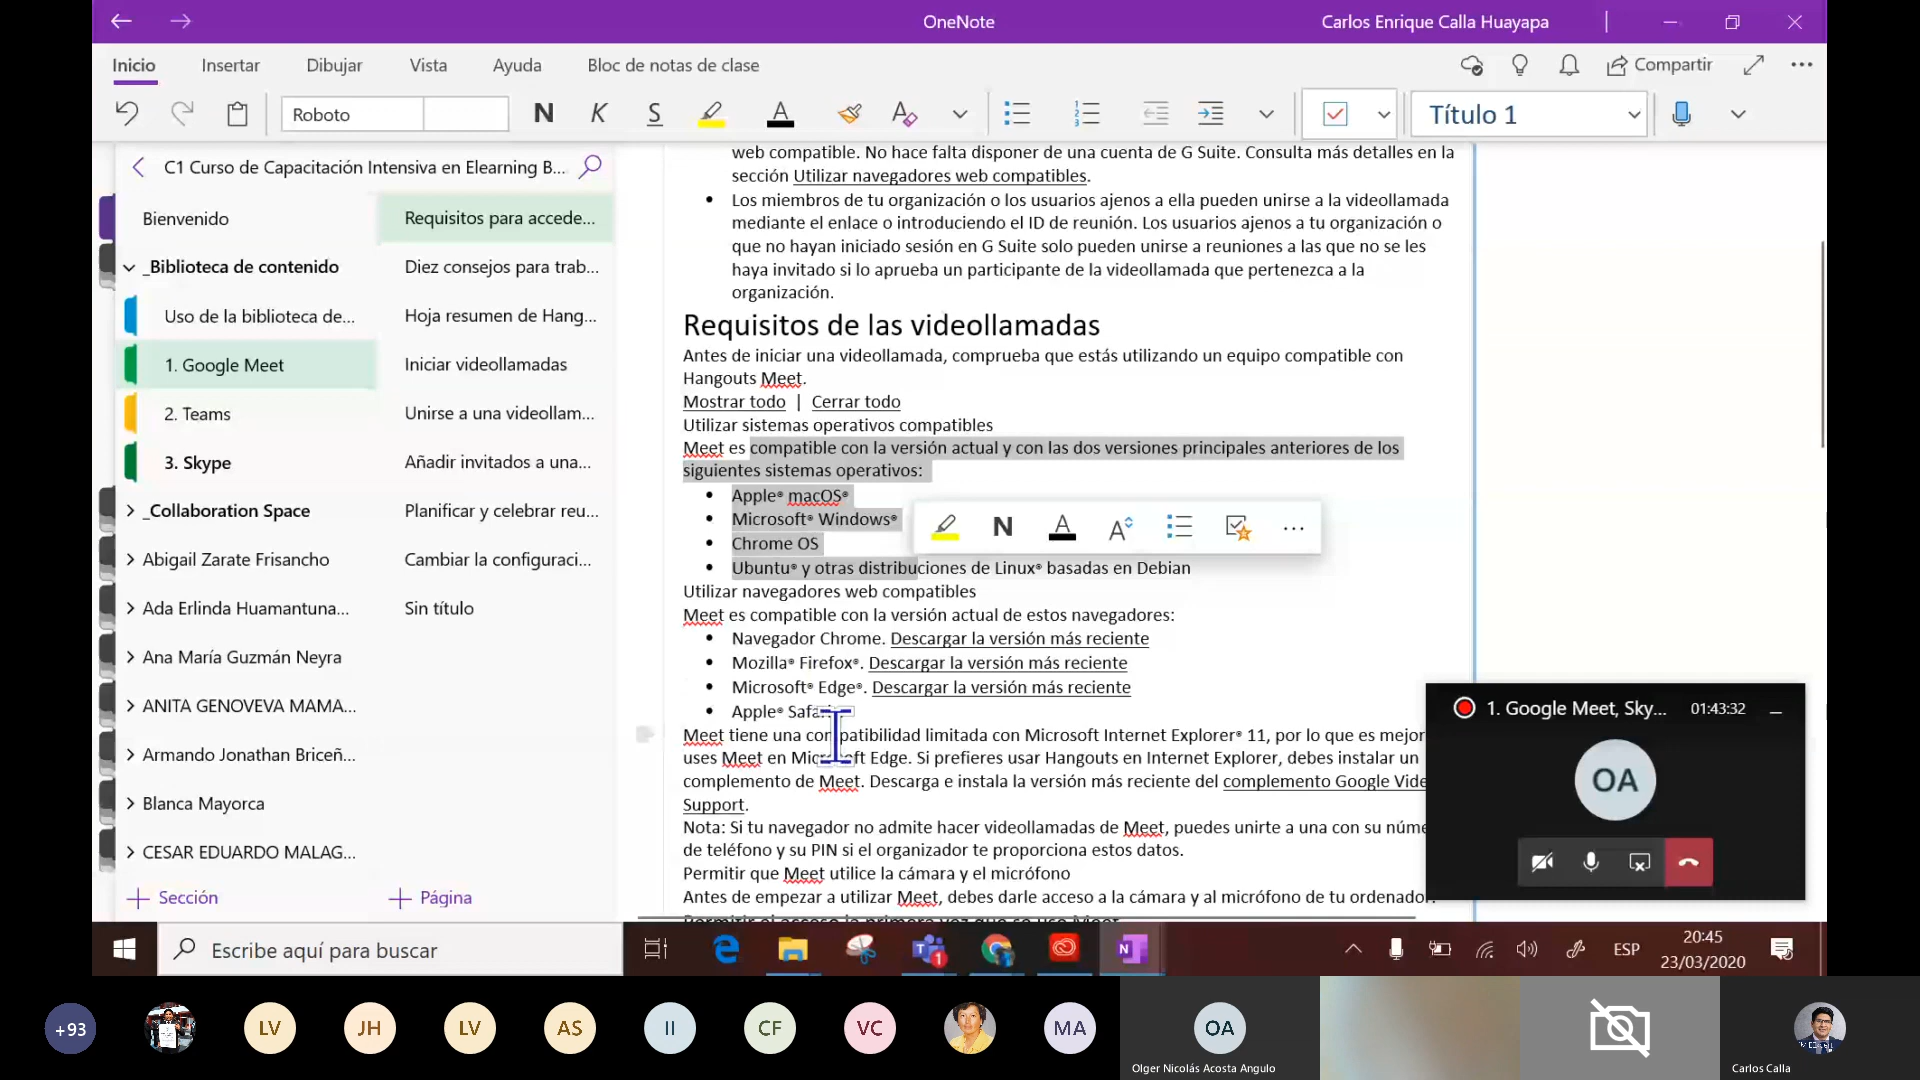 OneNote
Carlos Enrique Calla Huayapa
Inicio
Insertar
Dibujar
Vista
Ayuda
Bloc de notas de clase
Compartir
Roboto
N
K
S
A
A
Título 1
C1 Curso de Capacitación Intensiva en Elearning B...
Bienvenido
_Biblioteca de contenido
Uso de la biblioteca de...
1. Google Meet
2. Teams
3. Skype
_Collaboration Space
Abigail Zarate Frisancho
Ada Erlinda Huamantuna...
Ana María Guzmán Neyra
ANITA GENOVEVA MAMA...
Armando Jonathan Briceñ...
Blanca Mayorca
CESAR EDUARDO MALAG...
Sección
Requisitos para accede...
Diez consejos para trab...
Hoja resumen de Hang...
Iniciar videollamadas
Unirse a una videollam...
Añadir invitados a una...
Planificar y celebrar reu...
Cambiar la configuraci...
Sin título
Página
web compatible. No hace falta disponer de una cuenta de G Suite. Consulta más detalles en la
sección Utilizar navegadores web compatibles.
• Los miembros de tu organización o los usuarios ajenos a ella pueden unirse a la videollamada
mediante el enlace o introduciendo el ID de reunión. Los usuarios ajenos a tu organización o
que no hayan iniciado sesión en G Suite solo pueden unirse a reuniones a las que no se les
haya invitado si lo aprueba un participante de la videollamada que pertenezca a la
organización.
Requisitos de las videollamadas
Antes de iniciar una videollamada, comprueba que estás utilizando un equipo compatible con
Hangouts Meet.
Mostrar todo | Cerrar todo
Utilizar sistemas operativos compatibles
Meet es compatible con la versión actual y con las dos versiones principales anteriores de los
siguientes sistemas operativos:
• Apple® macOS®
• Microsoft® Windows®
• Chrome OS
• Ubuntu® y otras distribuciones de Linux® basadas en Debian
N
A
A
Utilizar navegadores web compatibles
Meet es compatible con la versión actual de estos navegadores:
• Navegador Chrome. Descargar la versión más reciente
• Mozilla® Firefox®. Descargar la versión más reciente
• Microsoft® Edge®. Descargar la versión más reciente
• Apple®
Meet tiene una compatibilidad limitada con Microsoft Internet Explorer® 11, por lo que es mejor
uses Meet en Microsoft Edge. Si prefieres usar Hangouts en Internet Explorer, debes instalar un
complemento de Meet. Descarga e instala la versión más reciente del complemento Google Vide
Support.
Nota: Si tu navegador no admite hacer videollamadas de Meet, puedes unirte a una con su núme
de teléfono y su PIN si el organizador te proporciona estos datos.
Permitir que Meet utilice la cámara y el micrófono
Antes de empezar a utilizar Meet, debes darle acceso a la cámara y al micrófono de tu ordenador.
Permitir el acceso la primera vez que se usa Meet
1. Google Meet, Sky...
01:43:32
OA
Escribe aquí para buscar
1
N
ESP
20:45
23/03/2020
+93
LV
JH
LV
AS
II
CF
VC
MA
OA
Olger Nicolás Acosta Angulo
Carlos Calla